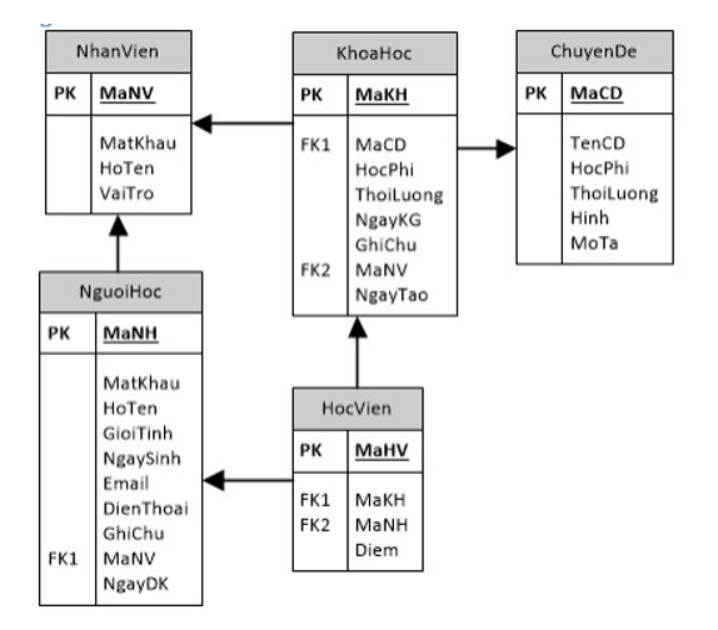 NhanVien
PK MaNV
MatKhau
HoTen
VaiTro
KhoaHoc
PK MaKH
FK1 MaCD
HocPhi
ThoiLuong
NgayKG
GhiChu
FK2 MaNV
NgayTao
ChuyenDe
PK MaCD
TenCD
HocPhi
ThoiLuong
Hinh
MoTa
NguoiHoc
PK MaNH
MatKhau
HoTen
GioiTinh
NgaySinh
Email
DienThoai
GhiChu
FK1 MaNV
NgayDK
HocVien
PK MaHV
FK1 MaKH
FK2 MaNH
Diem